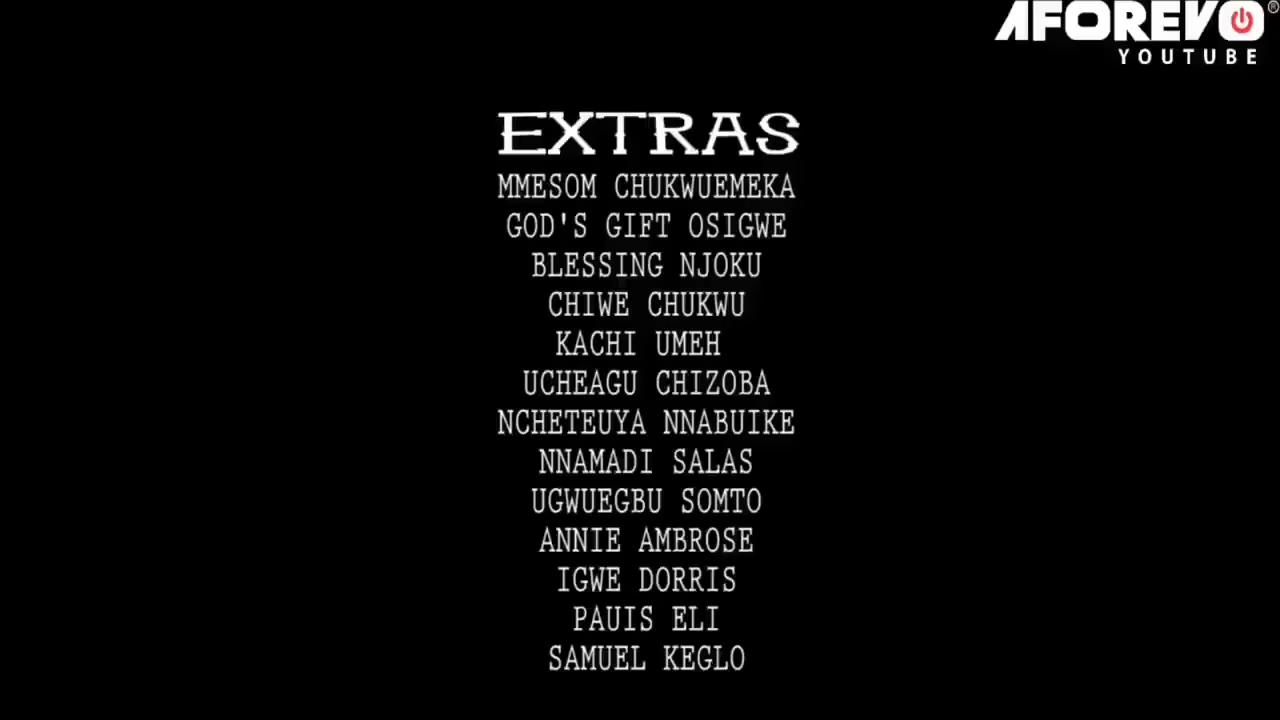 AFOREVO®
YOUTUBE
EXTRAS
MMESOM CHUKWUEMEKA
GOD'S GIFT OSIGWE
BLESSING NJOKU
CHIWE CHUKWU
KACHI UMEH
UCHEAGU CHIZOBA
NCHETEUYA NNABUIKE
NNAMADI SALAS
UGWUEGBU SOMTO
ANNIE AMBROSE
IGWE DORRIS
PAUIS ELI
SAMUEL KEGLO